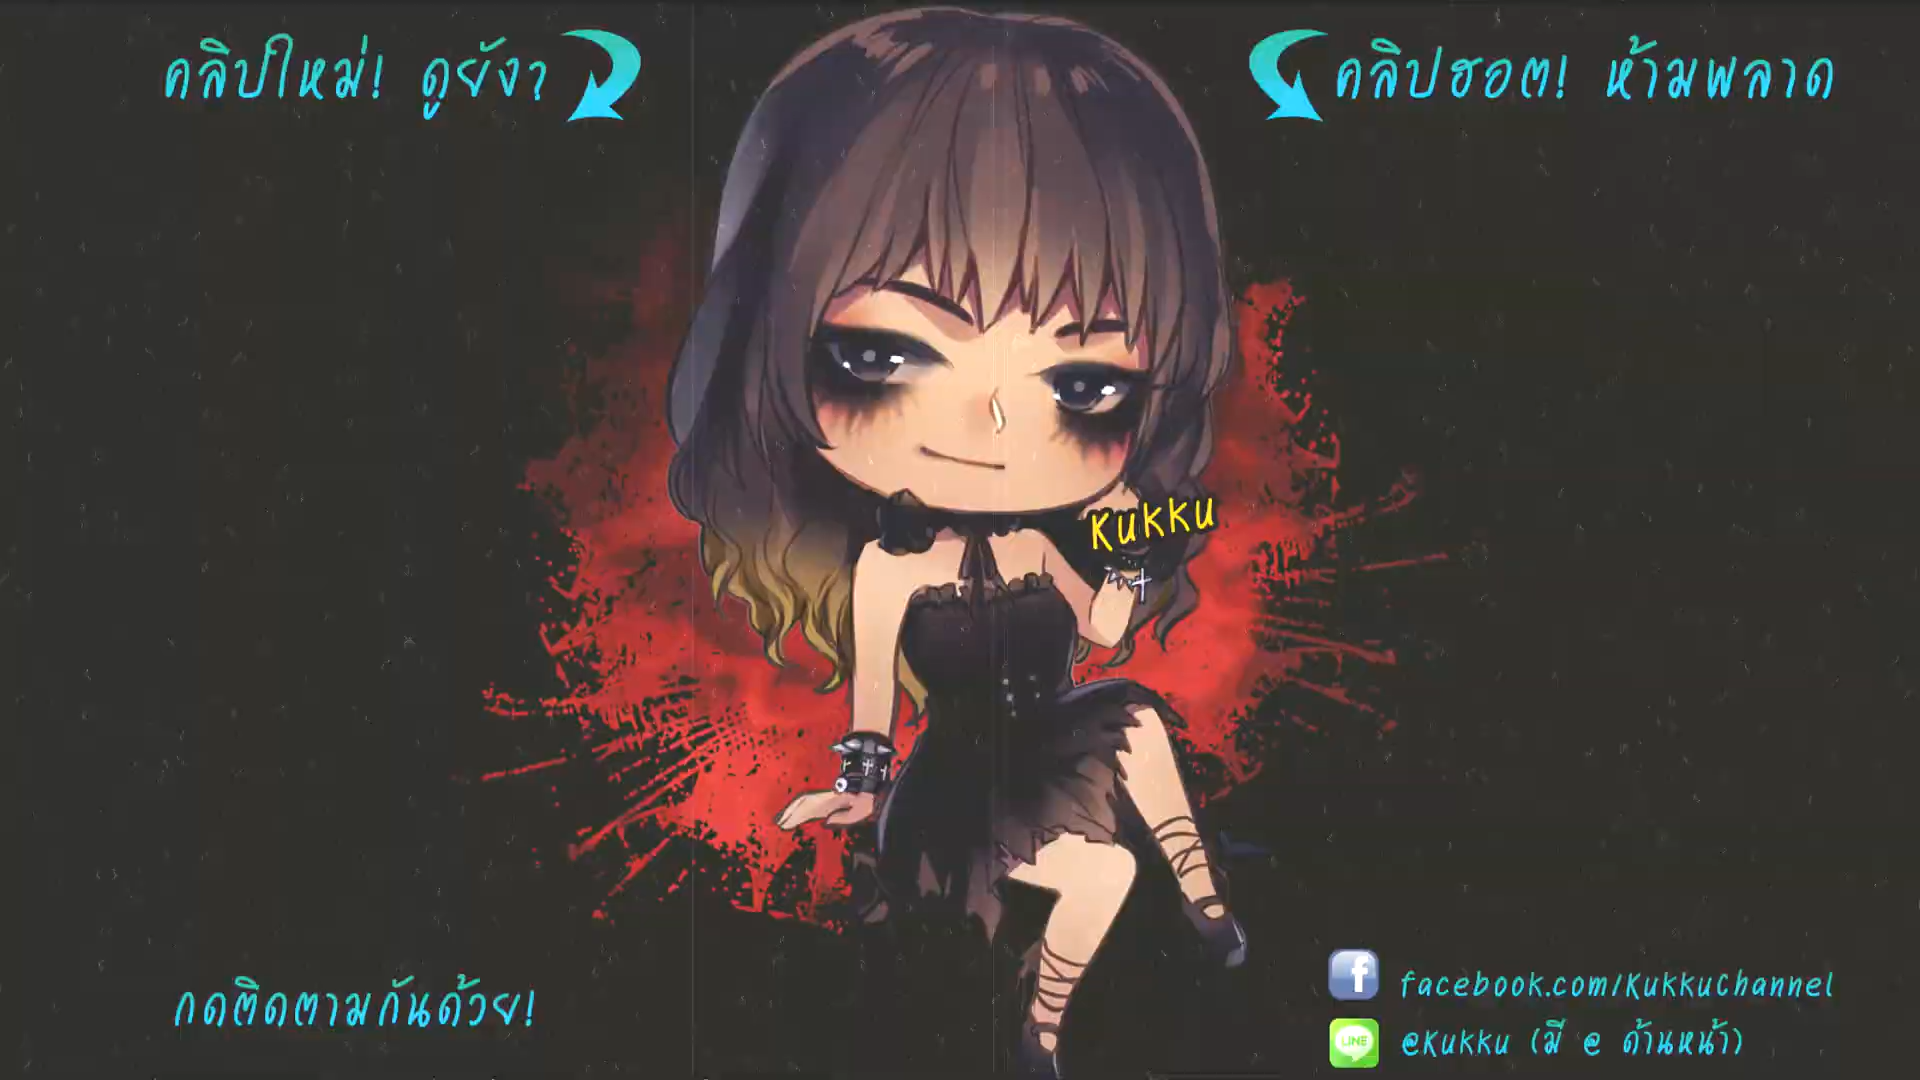 คลิปใหม่! ดูยัง?
คลิปฮอต! ห้ามพลาด
Kukku
กดติดตามกันด้วย!
facebook.com/KukkuChannel
LINE
@Kukku (มี @ ด้านหน้า)